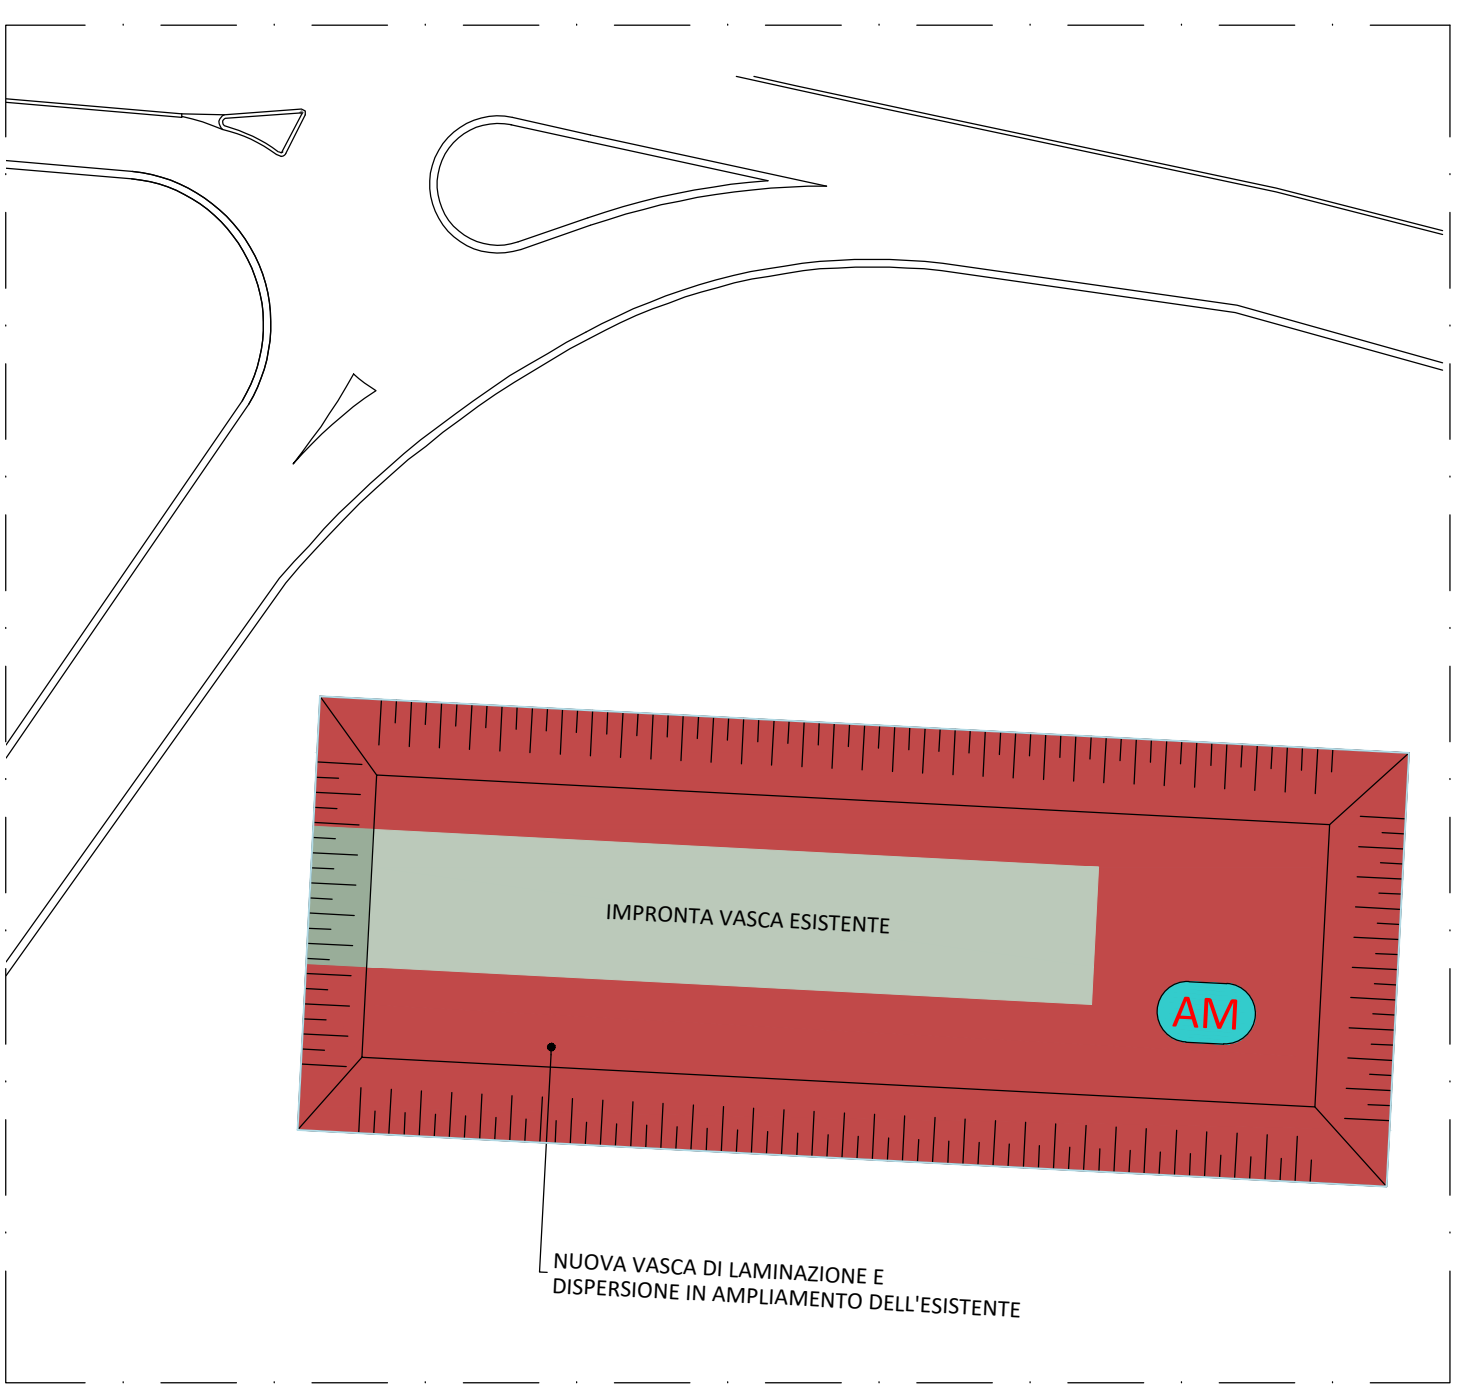 IMPRONTA VASCA ESISTENTE
AM
NUOVA VASCA DI LAMINAZIONE E
DISPERSIONE IN AMPLIAMENTO DELL'ESISTENTE